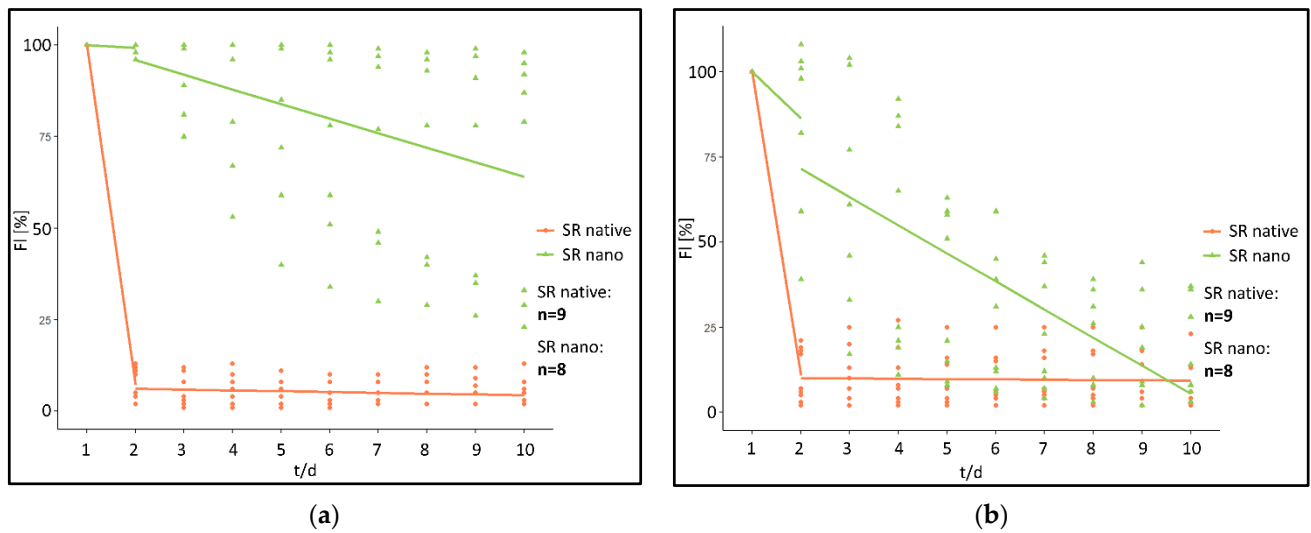 100
75
50
25
0
FI [%]
1 2 3 4 5 6 7 8 9 10
t/d
SR native
SR nano
SR native:
n=9
SR nano:
n=8
(a)
100
75
50
25
0
FI [%]
1 2 3 4 5 6 7 8 9 10
t/d
SR native
SR nano
SR native:
n=9
SR nano:
n=8
(b)